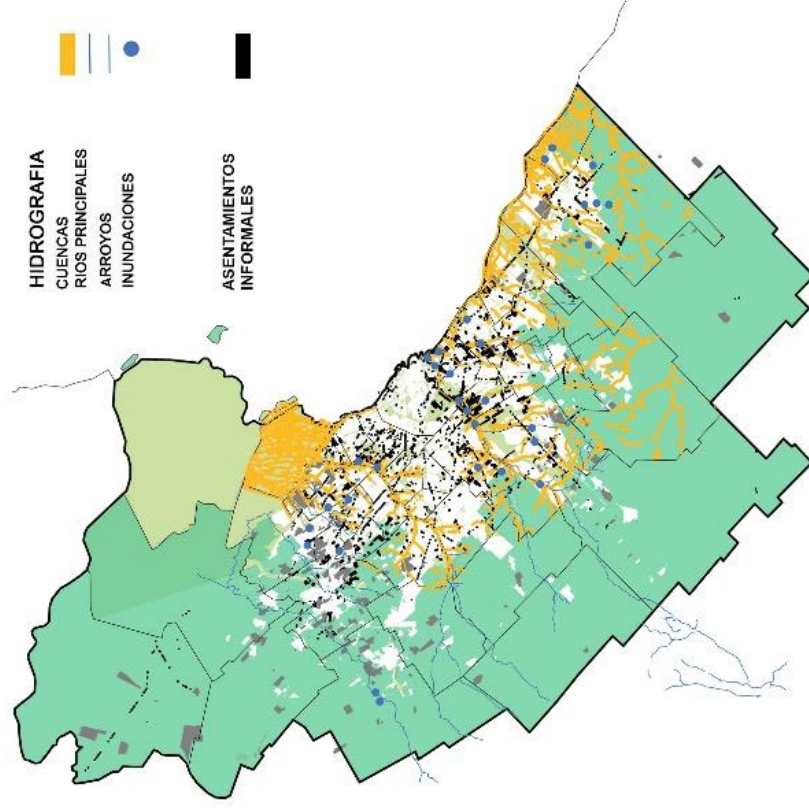 HIDROGRAFIA
CUENCAS
RIOS PRINCIPALES
ARROYOS
INUNDACIONES
ASENTAMIENTOS
INFORMALES